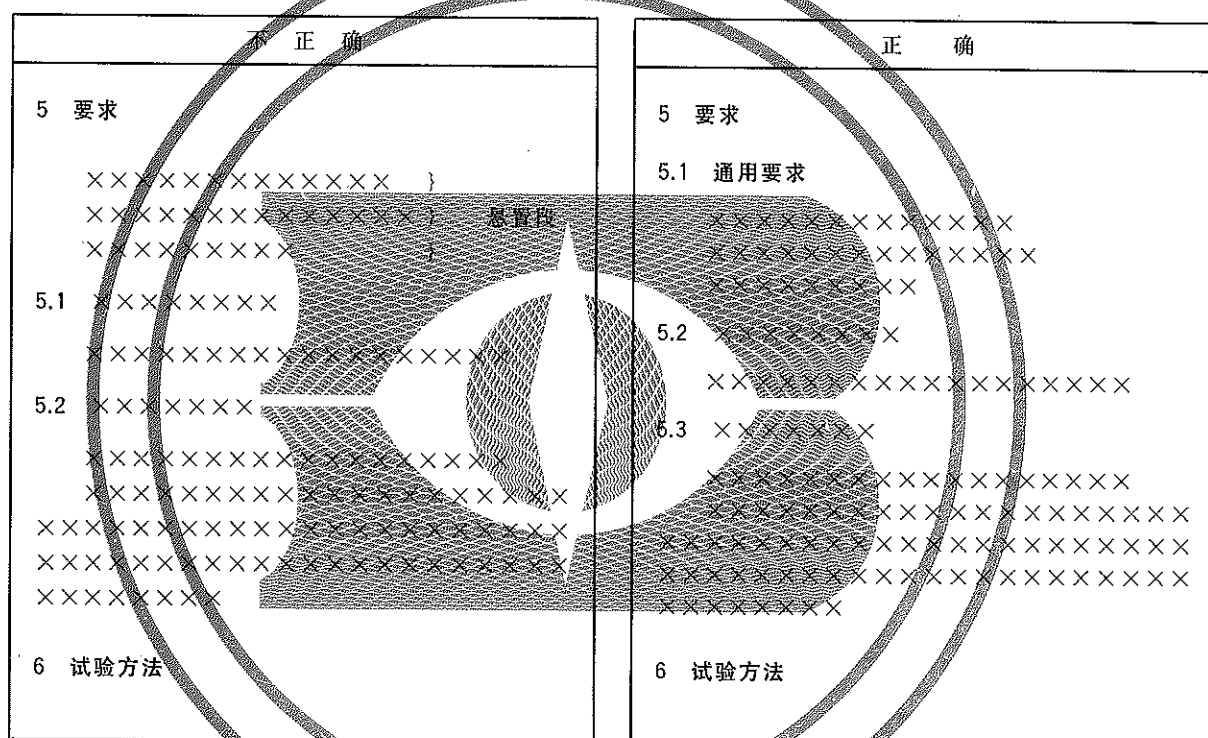 不 正 确
5 要求
×××××××××××××  }
××××××××××××××  }  悬置段
×××××××××  }
5.1 ××××××××
××××××××××××××××××
5.2 ×××××××
××××××××××××××××××
××××××××××××××××××××
××××××××××××××××××××××
××××××××××××××××××××××
××××××××
6 试验方法
正 确
5 要求
5.1 通用要求
×××××××××××××
××××××××××××××
×××××××××
5.2 ××××××××
××××××××××××××××××
5.3 ×××××××
××××××××××××××××××
××××××××××××××××××××
××××××××××××××××××××××
××××××××××××××××××××××
××××××××
6 试验方法